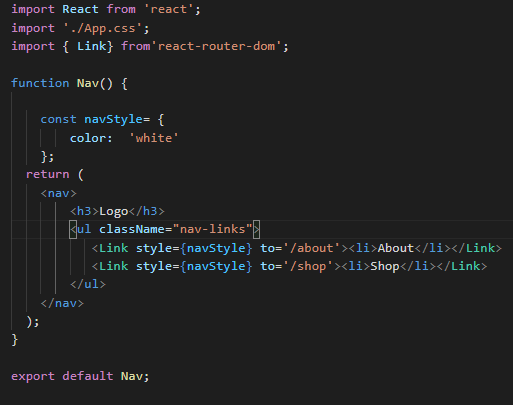 import React from 'react';
import './App.css';
import { Link} from'react-router-dom';
function Nav() {
const navStyle= {
color:  'white'
};
return (
<nav>
<h3>Logo</h3>
<ul className="nav-links">
<Link style={navStyle} to='/about'><li>About</li></Link>
<Link style={navStyle} to='/shop'><li>Shop</li></Link>
</ul>
</nav>
);
}
export default Nav;